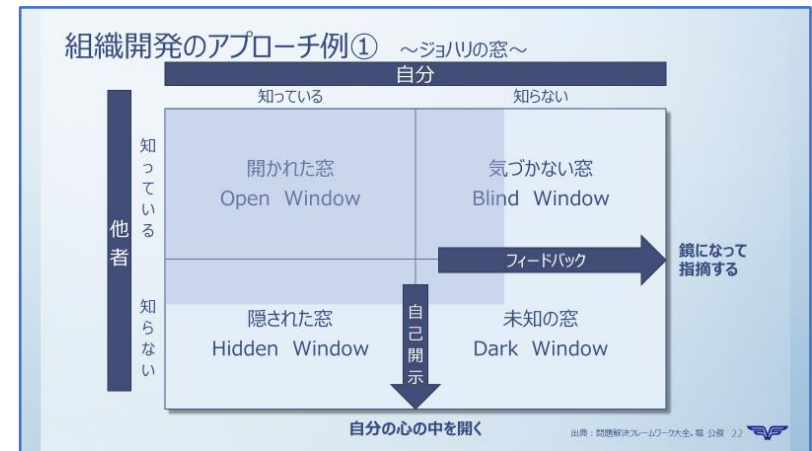 組織開発のアプローチ例① ～ジョハリの窓～
自分
知っている 知らない
他者
知っている
開かれた窓
Open Window
気づかない窓
Blind Window
フィードバック
鏡になって
指摘する
知らない
隠された窓
Hidden Window
自己開示
未知の窓
Dark Window
自分の心の中を開く
出典：問題解決フレームワーク大全、堀 公俊 22